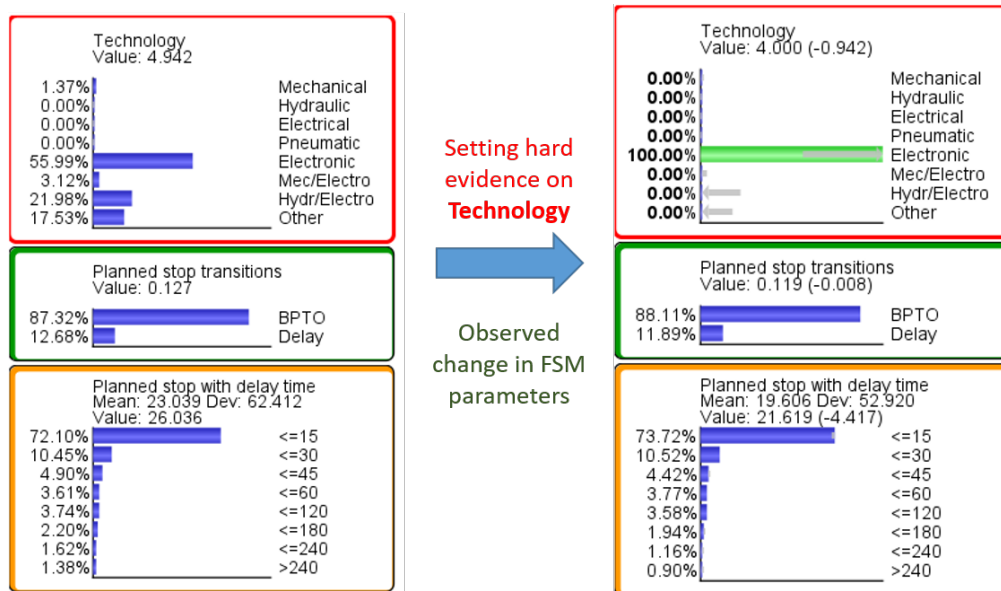 Technology
Value: 4.942
1.37% Mechanical
0.00% Hydraulic
0.00% Electrical
0.00% Pneumatic
55.99% Electronic
3.12% Mec/Electro
21.98% Hydr/Electro
17.53% Other
Planned stop transitions
Value: 0.127
87.32% BPTO
12.68% Delay
Planned stop with delay time
Mean: 23.039 Dev: 62.412
Value: 26.036
72.10% <=15
10.45% <=30
4.90% <=45
3.61% <=60
3.74% <=120
2.20% <=180
1.62% <=240
1.38% >240
Setting hard
evidence on
Technology
Observed
change in FSM
parameters
Technology
Value: 4.000 (-0.942)
0.00% Mechanical
0.00% Hydraulic
0.00% Electrical
0.00% Pneumatic
100.00% Electronic
0.00% Mec/Electro
0.00% Hydr/Electro
0.00% Other
Planned stop transitions
Value: 0.119 (-0.008)
88.11% BPTO
11.89% Delay
Planned stop with delay time
Mean: 19.606 Dev: 52.920
Value: 21.619 (-4.417)
73.72% <=15
10.52% <=30
4.42% <=45
3.77% <=60
3.58% <=120
1.94% <=180
1.16% <=240
0.90% >240